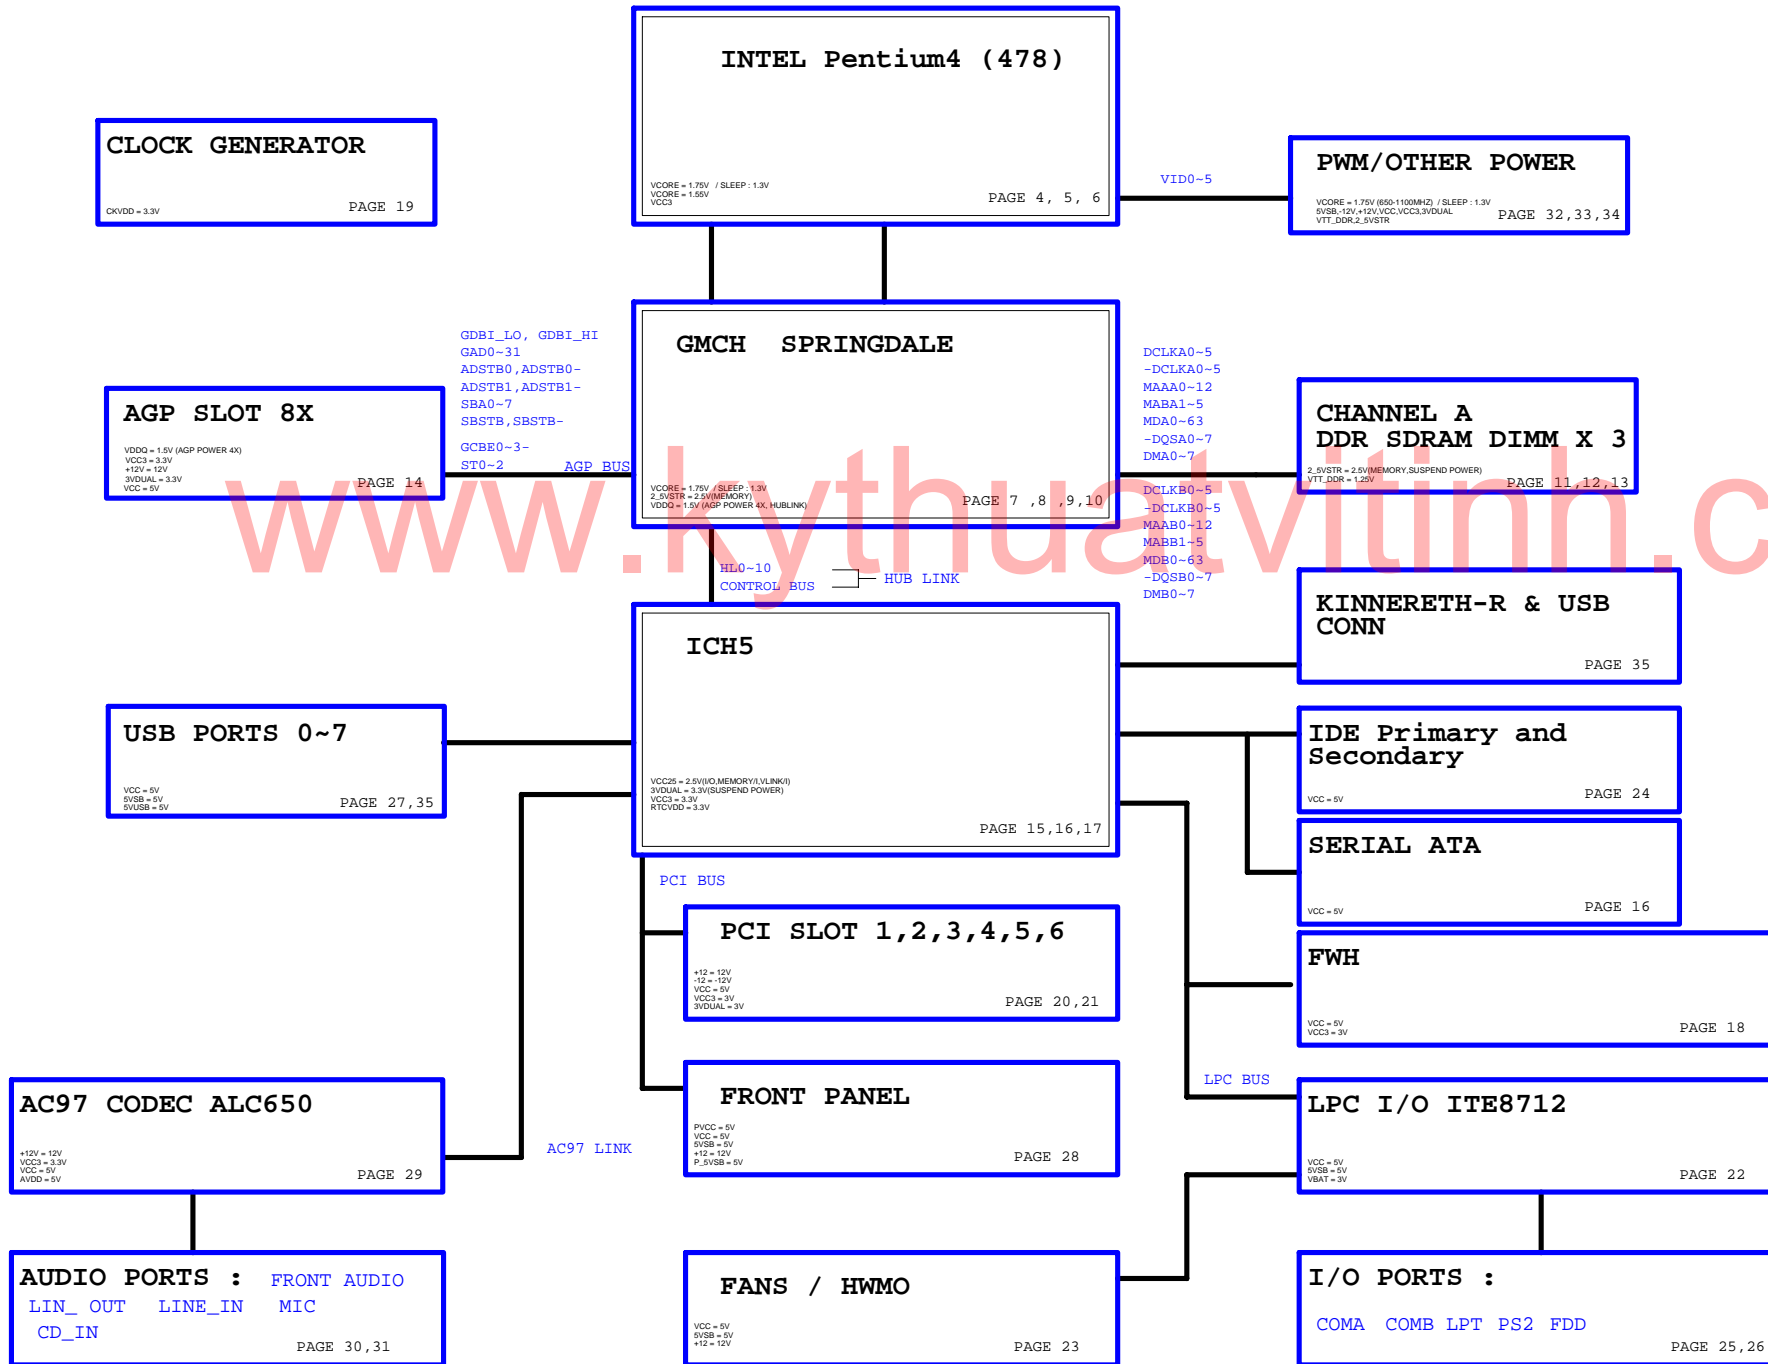 INTEL Pentium4 (478)
VCORE = 1.75V / SLEEP : 1.3V
VCORE = 1.55V
VCC3
PAGE 4, 5, 6
CLOCK GENERATOR
CKVDD = 3.3V
PAGE 19
VID0~5
PWM/OTHER POWER
VCORE = 1.75V (650-1100MHZ) / SLEEP : 1.3V
5VSB,-12V,+12V,VCC,VCC3,3VDUAL
VTT_DDR,2_5VSTR
PAGE 32,33,34
GMCH SPRINGDALE
VCORE = 1.75V / SLEEP : 1.3V
2_5VSTR = 2.5V(MEMORY)
VDDQ = 1.5V (AGP POWER 4X, HUBLINK)
PAGE 7 ,8 ,9,10
GDBI_LO, GDBI_HI
GAD0~31
ADSTB0,ADSTB0-
ADSTB1,ADSTB1-
SBA0~7
SBSTB,SBSTB-
GCBE0~3-
ST0~2
AGP BUS
AGP SLOT 8X
VDDQ = 1.5V (AGP POWER 4X)
VCC3 = 3.3V
+12V = 12V
3VDUAL = 3.3V
VCC = 5V
PAGE 14
DCLKA0~5
-DCLKA0~5
MAAA0~12
MABA1~5
MDA0~63
-DQSA0~7
DMA0~7
DCLKB0~5
-DCLKB0~5
MAAB0~12
MABB1~5
MDB0~63
-DQSB0~7
DMB0~7
CHANNEL A
DDR SDRAM DIMM X 3
2_5VSTR = 2.5V(MEMORY,SUSPEND POWER)
VTT_DDR = 1.25V
PAGE 11,12,13
www.kythuatvitinh.c
HL0~10
CONTROL BUS
HUB LINK
ICH5
VCC25 = 2.5V(I/O,MEMORY/I,VLINK/I)
3VDUAL = 3.3V(SUSPEND POWER)
VCC3 = 3.3V
RTCVDD = 3.3V
PAGE 15,16,17
KINNERETH-R & USB
CONN
PAGE 35
USB PORTS 0~7
VCC = 5V
5VSB = 5V
5VUSB = 5V
PAGE 27,35
IDE Primary and
Secondary
VCC = 5V
PAGE 24
SERIAL ATA
VCC = 5V
PAGE 16
PCI BUS
PCI SLOT 1,2,3,4,5,6
+12 = 12V
-12 = -12V
VCC = 5V
VCC3 = 3V
3VDUAL = 3V
PAGE 20,21
FWH
VCC = 5V
VCC3 = 3V
PAGE 18
FRONT PANEL
PVCC = 5V
VCC = 5V
5VSB = 5V
+12 = 12V
P_5VSB = 5V
PAGE 28
LPC BUS
LPC I/O ITE8712
VCC = 5V
5VSB = 5V
VBAT = 3V
PAGE 22
AC97 CODEC ALC650
+12V = 12V
VCC3 = 3.3V
VCC = 5V
AVDD = 5V
PAGE 29
AC97 LINK
AUDIO PORTS : FRONT AUDIO
LIN_ OUT LINE_IN MIC
CD_IN
PAGE 30,31
FANS / HWMO
VCC = 5V
5VSB = 5V
+12 = 12V
PAGE 23
I/O PORTS :
COMA COMB LPT PS2 FDD
PAGE 25,26